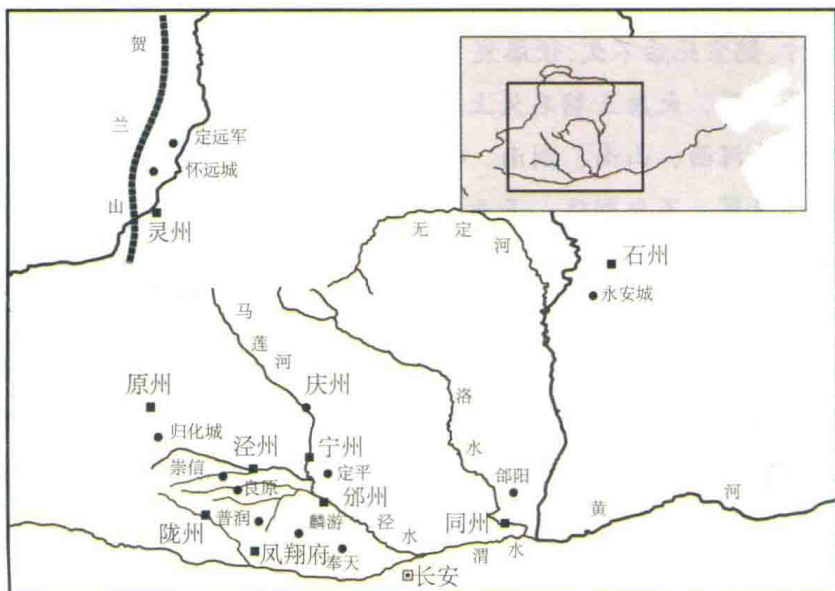 贺
兰
山
定远军
怀远城
灵州
无定河
石州
永安城
马莲河
原州
庆州
归化城
泾州
宁州
洛水
崇信
定平
郃阳
良原
邠州
陇州
普润
麟游
泾水
同州
黄河
凤翔府
奉天
渭水
长安